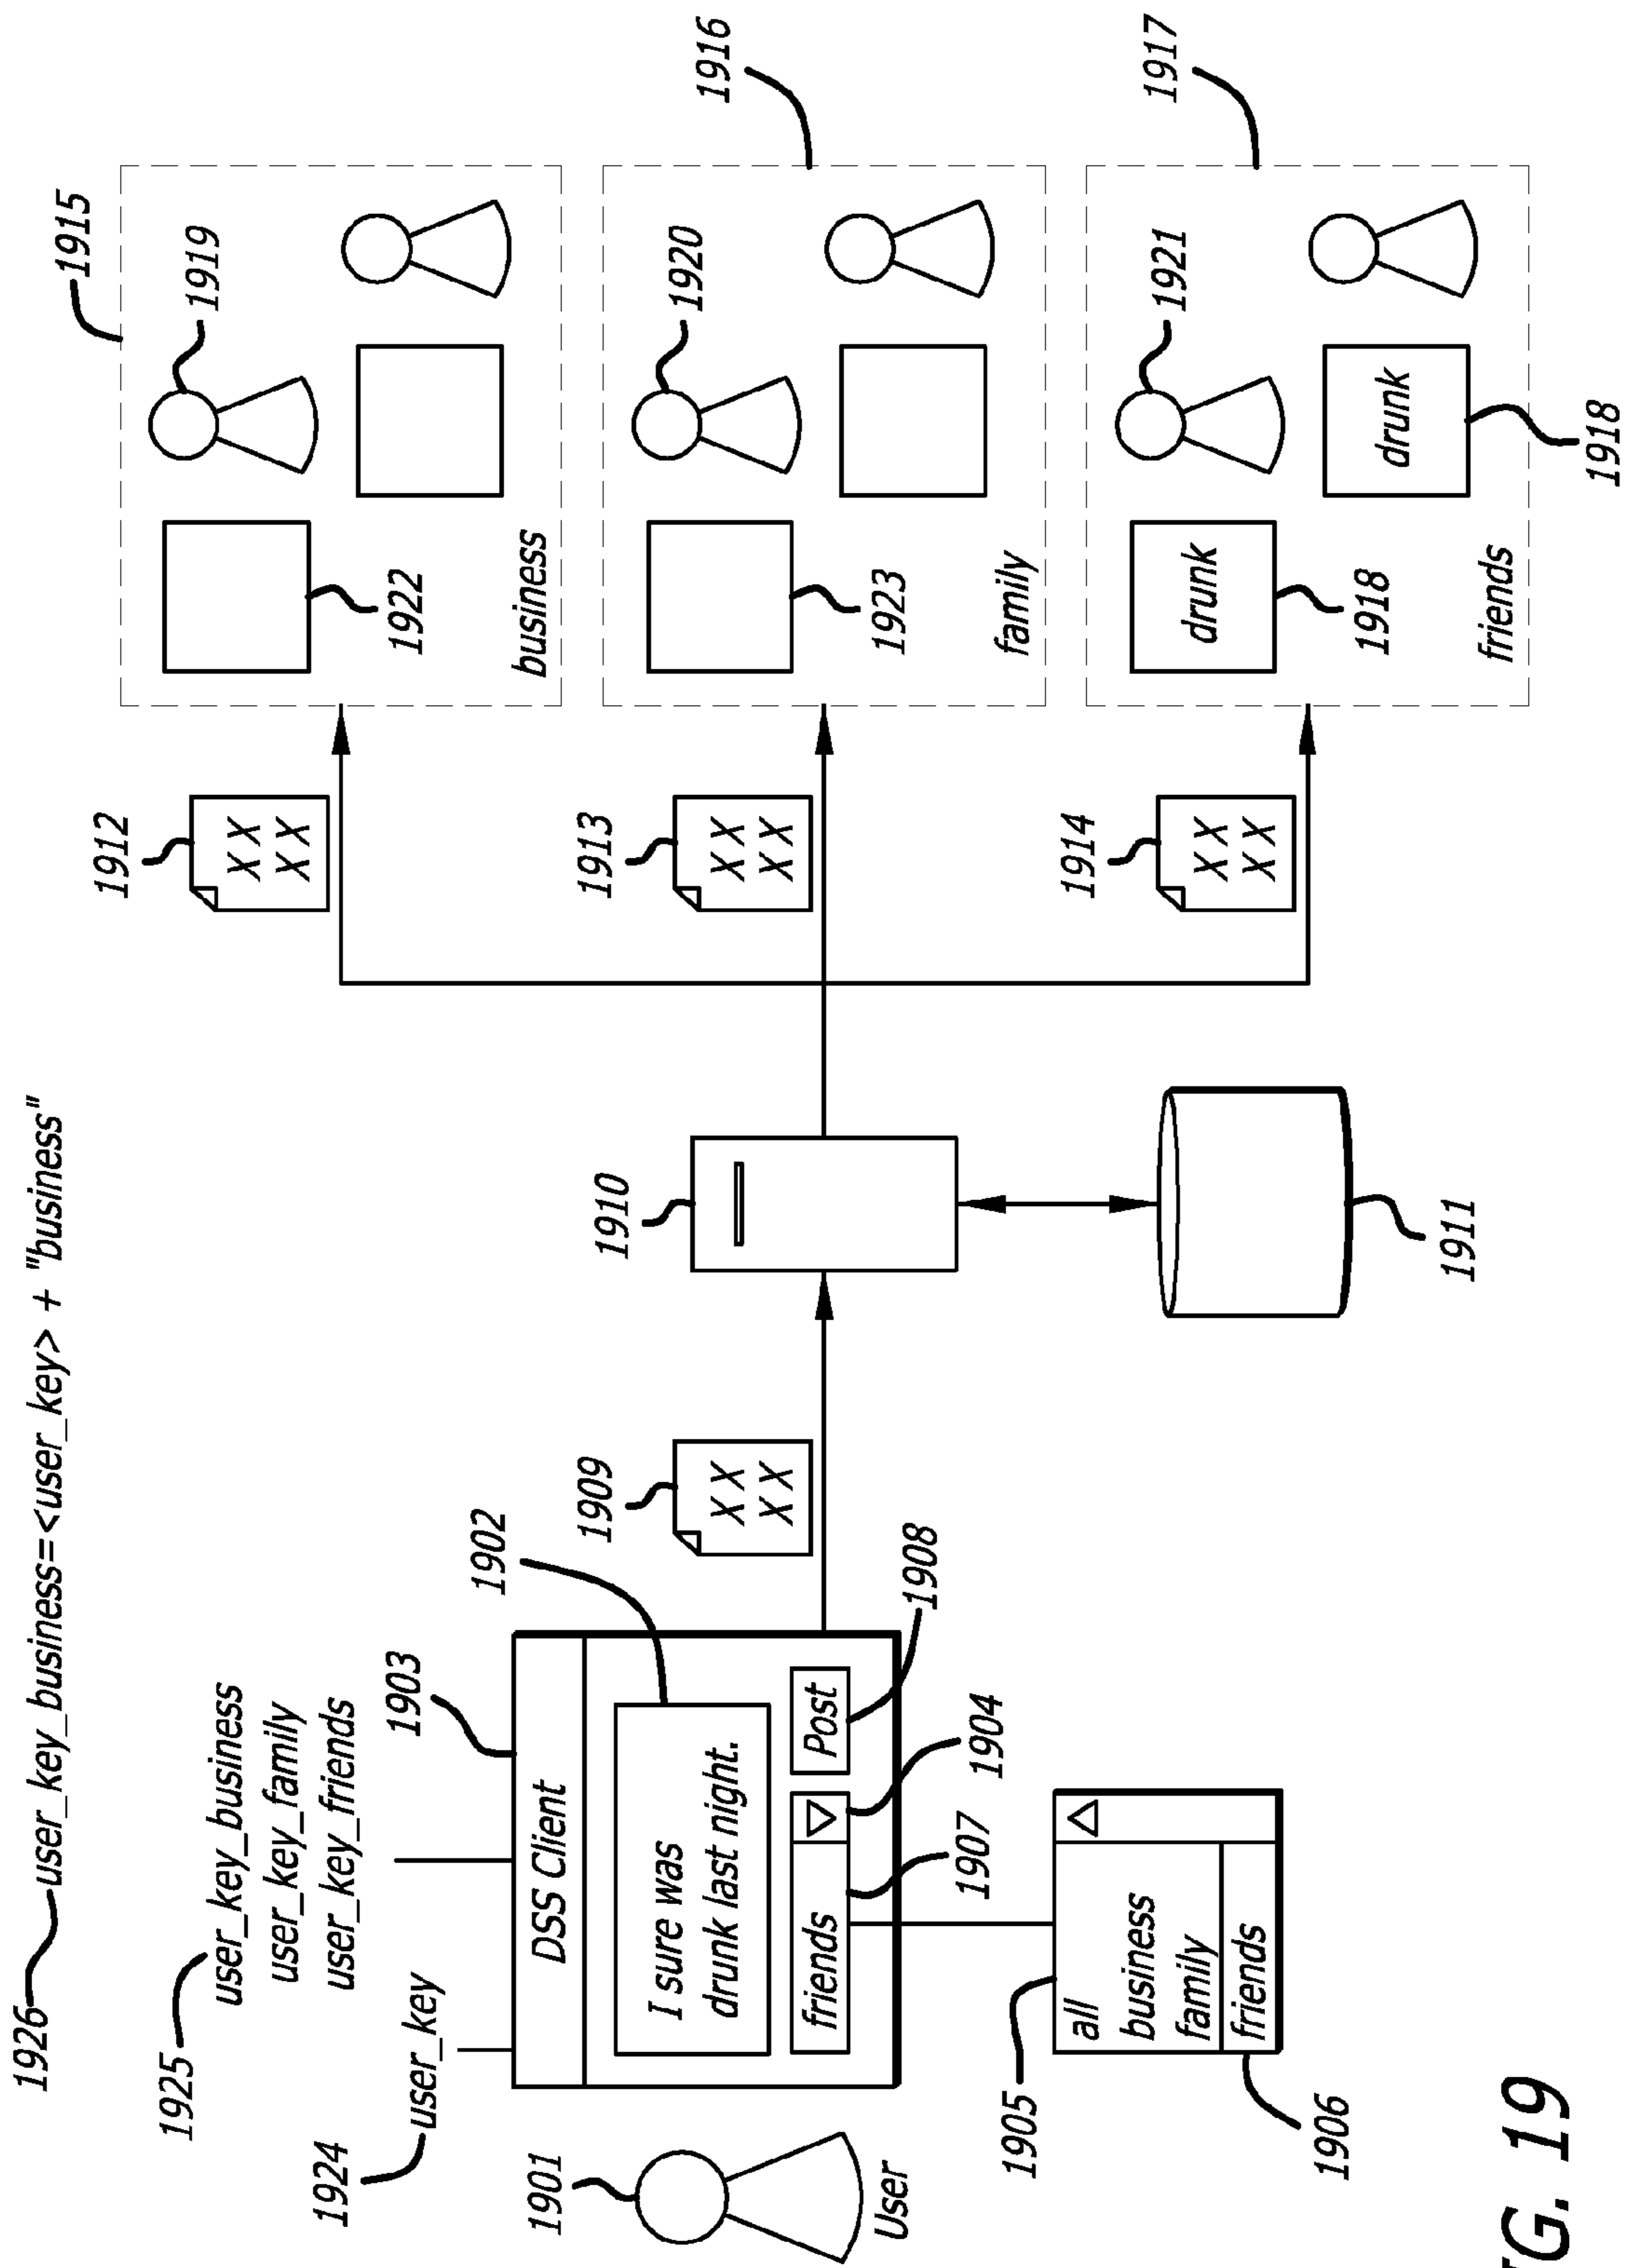 1926
user_key_business=<user_key> + "business"
1925
user_key_business
user_key_family
user_key_friends
1924
user_key
1903
1901
User
DSS Client
1902
I sure was
drunk last night.
friends
Post
1908
1904
1907
1905
all
business
family
friends
1906
1909
XX
XX
1910
1911
1912
XX
XX
1913
XX
XX
1914
XX
XX
1915
1919
1922
business
1916
1920
1923
family
1917
1921
drunk
1918
drunk
1918
friends
IG. 19